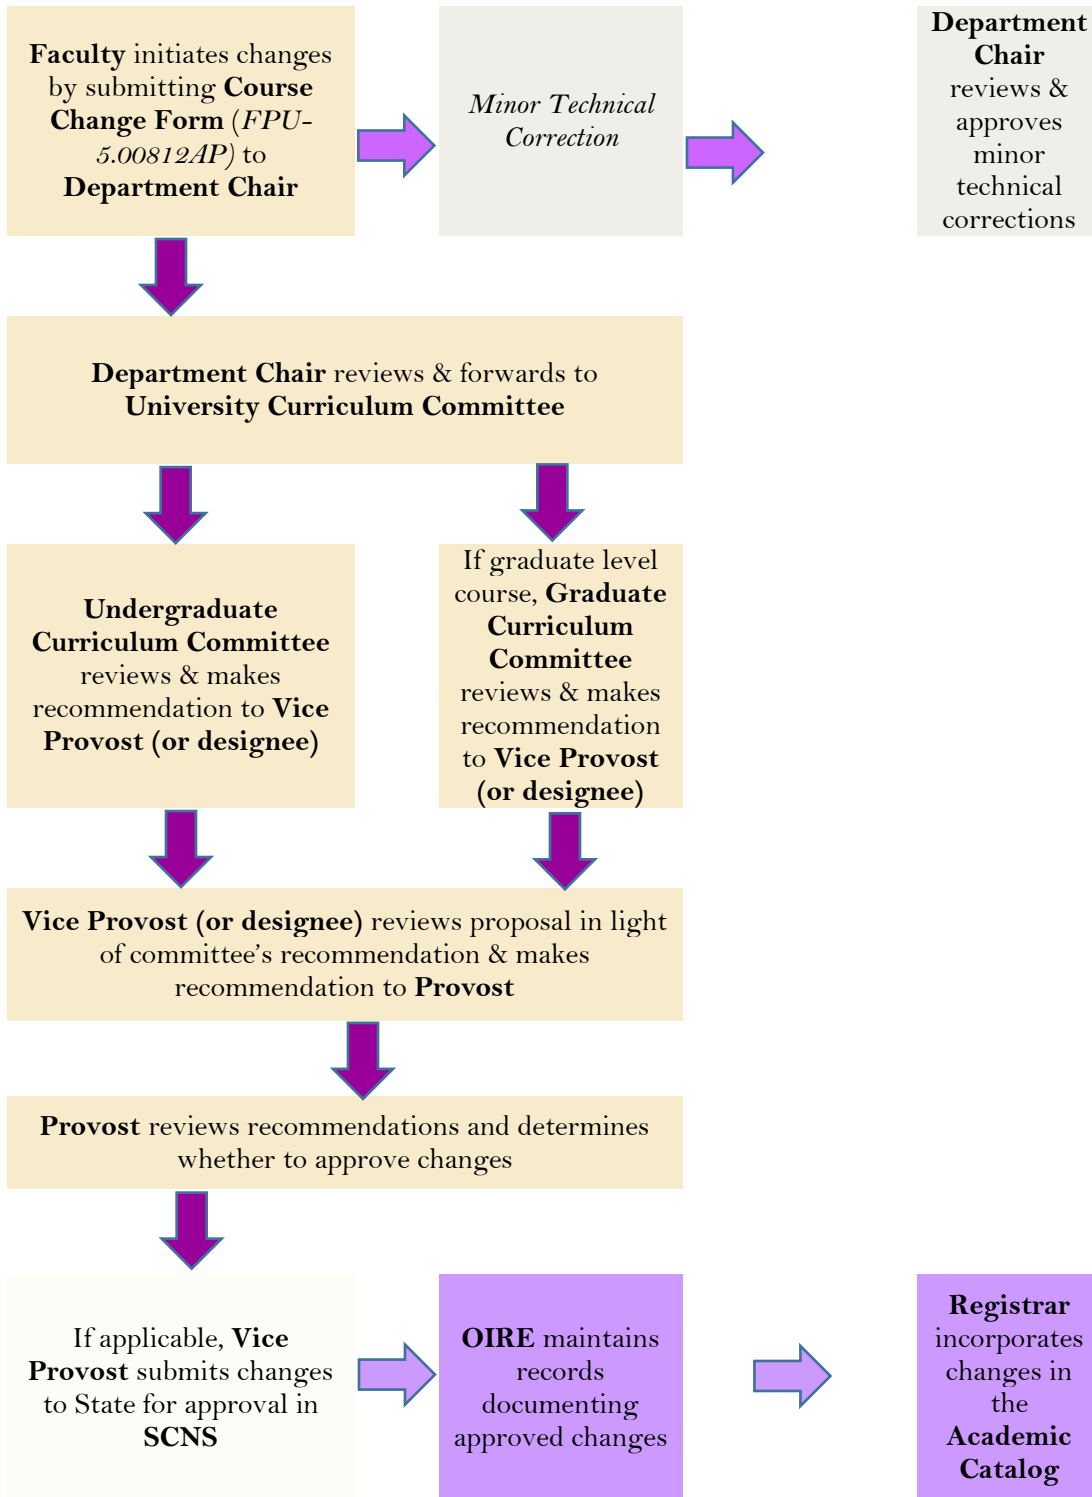 Faculty initiates changes
by submitting Course
Change Form (FPU-
5.00812AP) to
Department Chair
Minor Technical
Correction
Department
Chair
reviews &
approves
minor
technical
corrections
Department Chair reviews & forwards to
University Curriculum Committee
Undergraduate
Curriculum Committee
reviews & makes
recommendation to Vice
Provost (or designee)
If graduate level
course, Graduate
Curriculum
Committee
reviews & makes
recommendation
to Vice Provost
(or designee)
Vice Provost (or designee) reviews proposal in light
of committee’s recommendation & makes
recommendation to Provost
Provost reviews recommendations and determines
whether to approve changes
If applicable, Vice
Provost submits changes
to State for approval in
SCNS
OIRE maintains
records
documenting
approved changes
Registrar
incorporates
changes in
the
Academic
Catalog